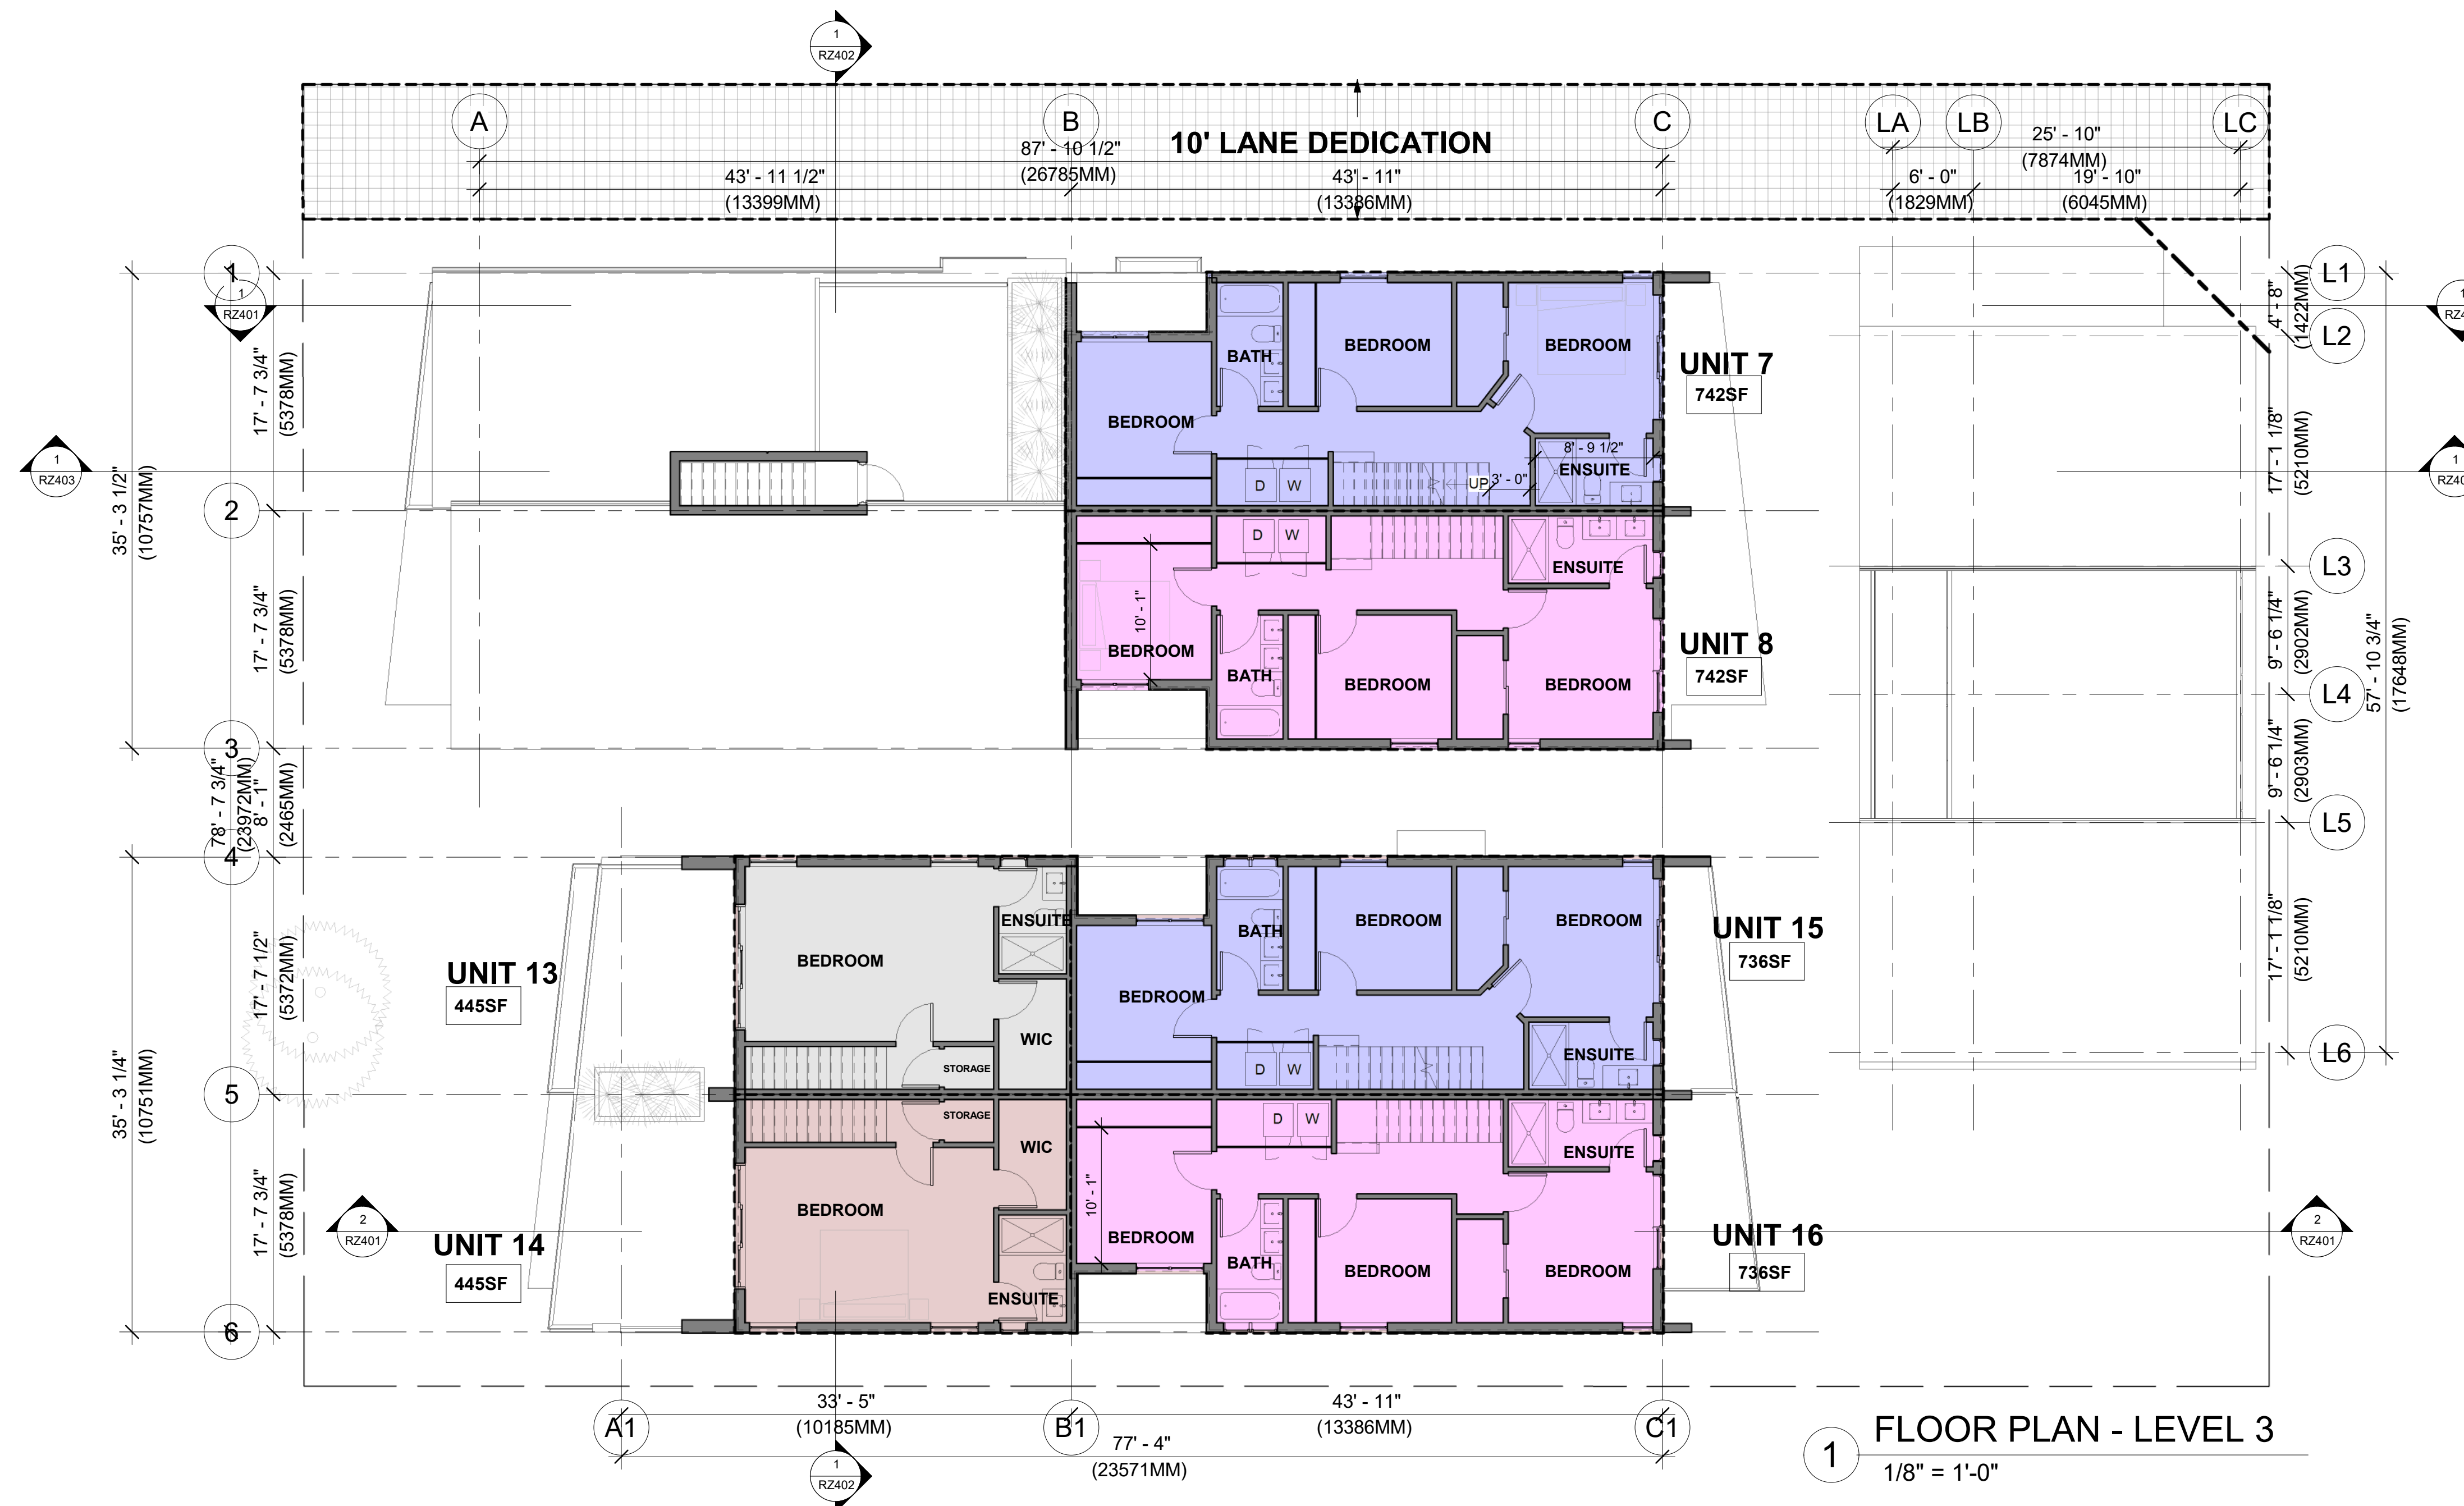 1
RZ402
A
B
10' LANE DEDICATION
C
LA
LB
LC
87' - 10 1/2"
(26785MM)
25' - 10"
(7874MM)
43' - 11 1/2"
(13399MM)
43' - 11"
(13386MM)
6' - 0"
(1829MM)
19' - 10"
(6045MM)
1
1
RZ401
2
1
RZ403
3
4
5
6
35' - 3 1/2"
(10757MM)
17' - 7 3/4"
(5378MM)
17' - 7 3/4"
(5378MM)
78' - 7 3/4"
(23972MM)
8' - 1"
(2465MM)
35' - 3 1/4"
(10751MM)
17' - 7 1/2"
(5372MM)
17' - 7 3/4"
(5378MM)
BATH
BEDROOM
BEDROOM
BEDROOM
8' - 9 1/2"
ENSUITE
UP
3' - 0"
D
W
UNIT 7
742SF
D
W
ENSUITE
10' - 1"
BEDROOM
BATH
BEDROOM
BEDROOM
UNIT 8
742SF
L1
4' - 8"
(1422MM)
L2
17' - 1 1/8"
(5210MM)
1
L3
9' - 6 1/4"
(2902MM)
L4
57' - 10 3/4"
(17648MM)
9' - 6 1/4"
(2903MM)
L5
17' - 1 1/8"
(5210MM)
L6
UNIT 13
445SF
BEDROOM
ENSUITE
WIC
STORAGE
BATH
BEDROOM
BEDROOM
BEDROOM
ENSUITE
D
W
UNIT 15
736SF
UNIT 14
445SF
STORAGE
WIC
BEDROOM
ENSUITE
D
W
ENSUITE
10' - 1"
BEDROOM
BATH
BEDROOM
BEDROOM
UNIT 16
736SF
2
RZ401
2
RZ401
A1
33' - 5"
(10185MM)
B1
43' - 11"
(13386MM)
C1
77' - 4"
(23571MM)
1
RZ402
1
FLOOR PLAN - LEVEL 3
1/8" = 1'-0"